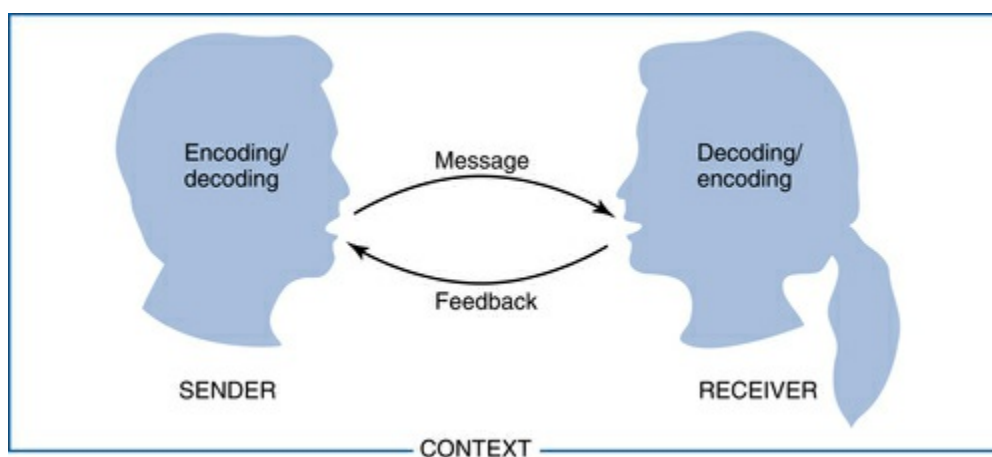 Encoding/
decoding
Message
Decoding/
encoding
Feedback
SENDER
RECEIVER
CONTEXT